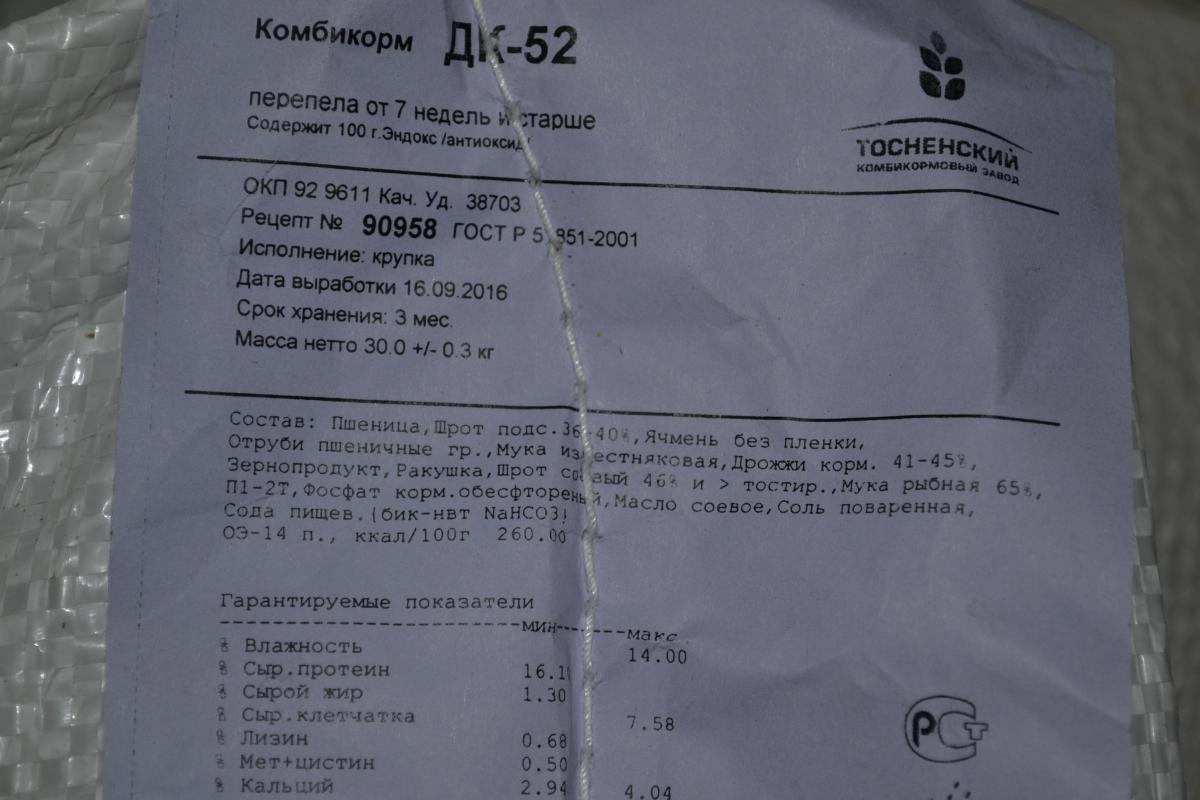 Комбикорм ДК-52
перепела от 7 недель и старше
Содержит 100 г.Эндокс /антиоксид
ТОСНЕНСКИЙ
КОМБИКОРМОВЫЙ ЗАВОД
ОКП 92 9611 Кач. Уд. 38703
Рецепт № 90958 ГОСТ Р 51851-2001
Исполнение: крупка
Дата выработки 16.09.2016
Срок хранения: 3 мес.
Масса нетто 30.0 +/- 0.3 кг
Состав: Пшеница,Шрот подс.36-40%,Ячмень без пленки,
Отруби пшеничные гр.,Мука известняковая,Дрожжи корм. 41-45%,
Зернопродукт,Ракушка,Шрот соевый 46% и > тостир.,Мука рыбная 65%,
П1-2Т,Фосфат корм.обесфтореный,Масло соевое,Соль поваренная,
Сода пищев.(бик-нвт NaHCO3)
ОЭ-14 п., ккал/100г 260.00
Гарантируемые показатели
мин макс
% Влажность 14.00
% Сыр.протеин 16.1
% Сырой жир 1.30
% Сыр.клетчатка 7.58
% Лизин 0.68
% Мет+цистин 0.50
% Кальций 2.94 4.04
РСТ